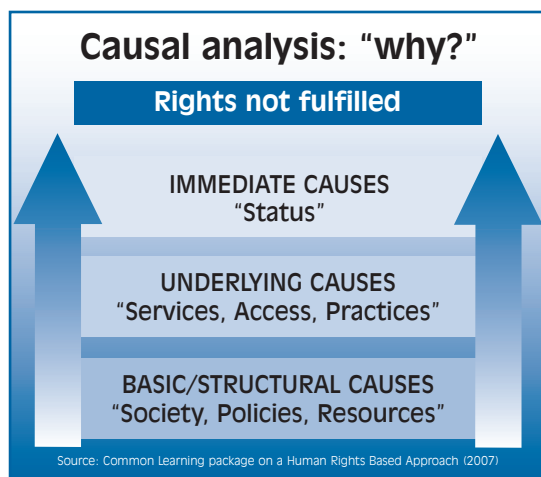 Causal analysis: “why?”
Rights not fulfilled
IMMEDIATE CAUSES
“Status”
UNDERLYING CAUSES
“Services, Access, Practices”
BASIC/STRUCTURAL CAUSES
“Society, Policies, Resources”
Source: Common Learning package on a Human Rights Based Approach (2007)